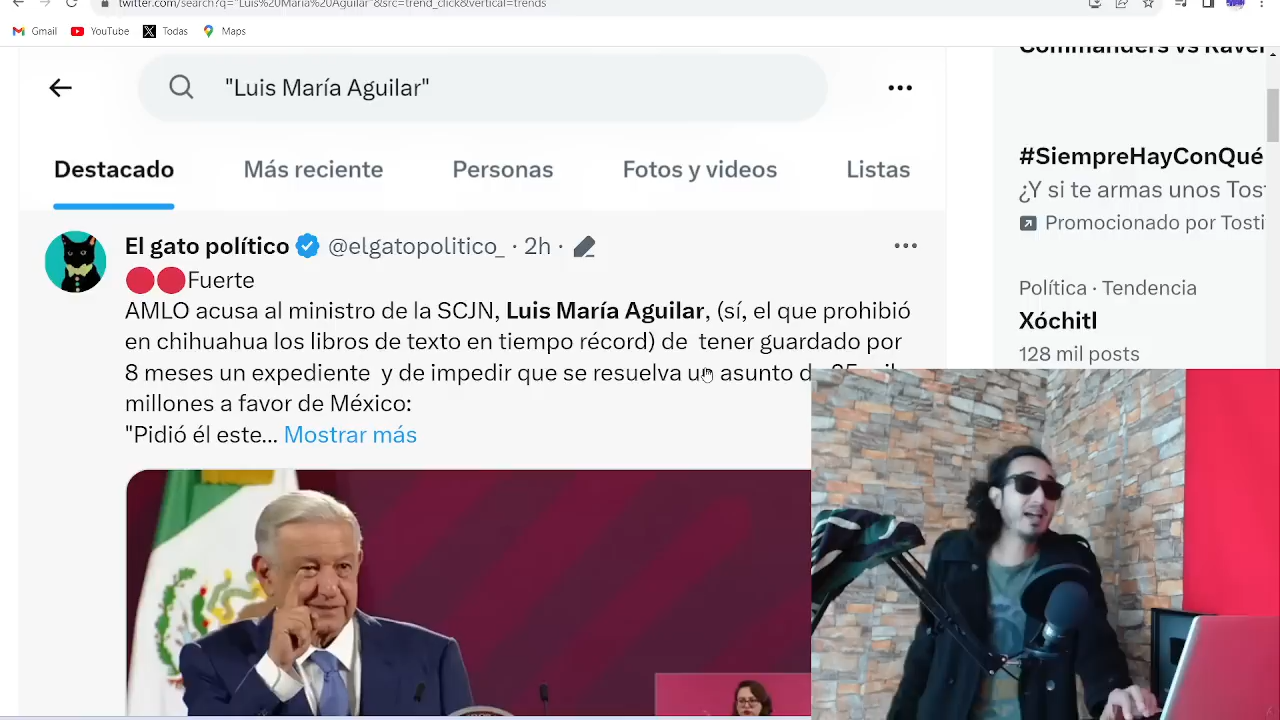 twitter.com/search?q="Luis%20María%20Aguilar"&src=trend_click&vertical=trends
Gmail YouTube Todas Maps
"Luis María Aguilar"
Destacado Más reciente Personas Fotos y videos Listas
El gato político @elgatopolitico_ · 2h ·
Fuerte
AMLO acusa al ministro de la SCJN, Luis María Aguilar, (sí, el que prohibió
en chihuahua los libros de texto en tiempo récord) de tener guardado por
8 meses un expediente y de impedir que se resuelva un asunto
millones a favor de México:
"Pidió él este... Mostrar más
Commanders vs Raven
#SiempreHayConQué
¿Y si te armas unos Tost
Promocionado por Tosti
Política · Tendencia
Xóchitl
128 mil posts